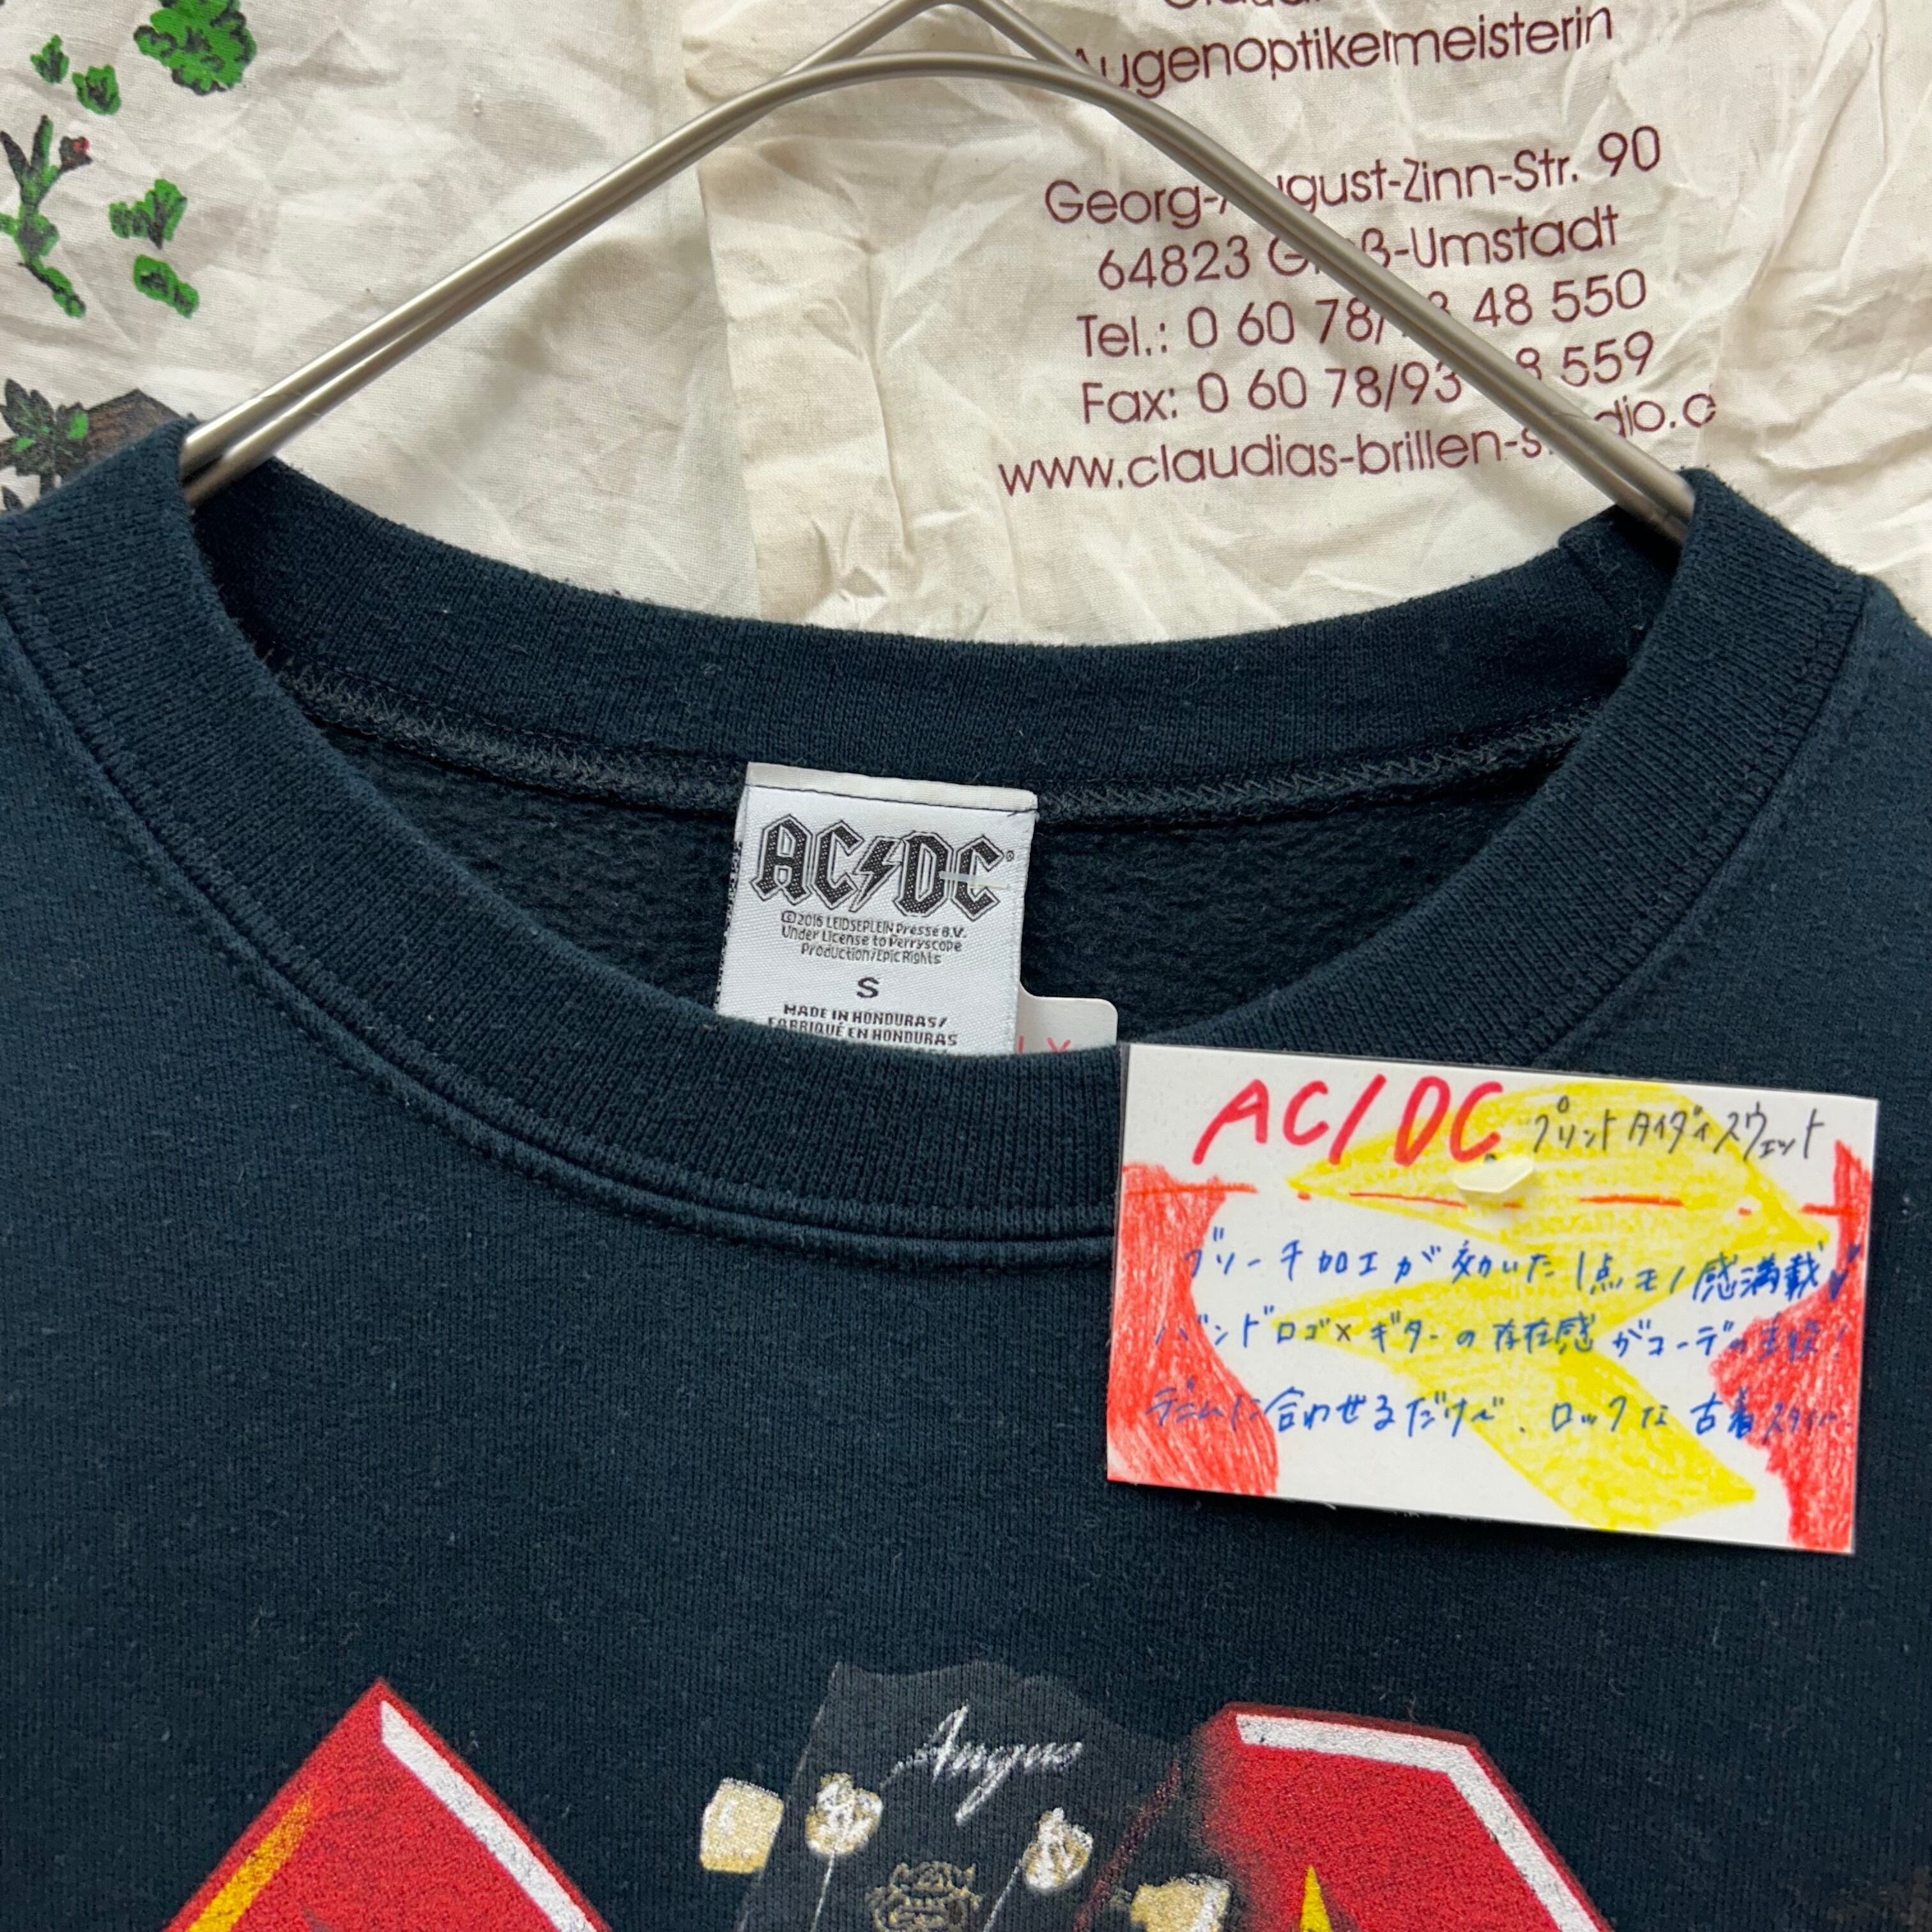 Augenoptikermeisterin
Georg-August-Zinn-Str. 90
64823 Groß-Umstadt
Tel.: 0 60 78/ 48 550
Fax: 0 60 78/93 8 559
www.claudias-brillen-studio.d
AC⚡DC®
©2016 LEIDSEPLEIN Presse B.V.
Under License to Perryscope
Production/Epic Rights
S
MADE IN HONDURAS/
FABRIQUÉ EN HONDURAS
AC/DC プリントタイダイスウェット
ブリーチ加工が効いた1点モノ感満載
バンドロゴ×ギターの存在感がコーデの主役!
デニムに合わせるだけで、ロックな古着スタイル
Angus